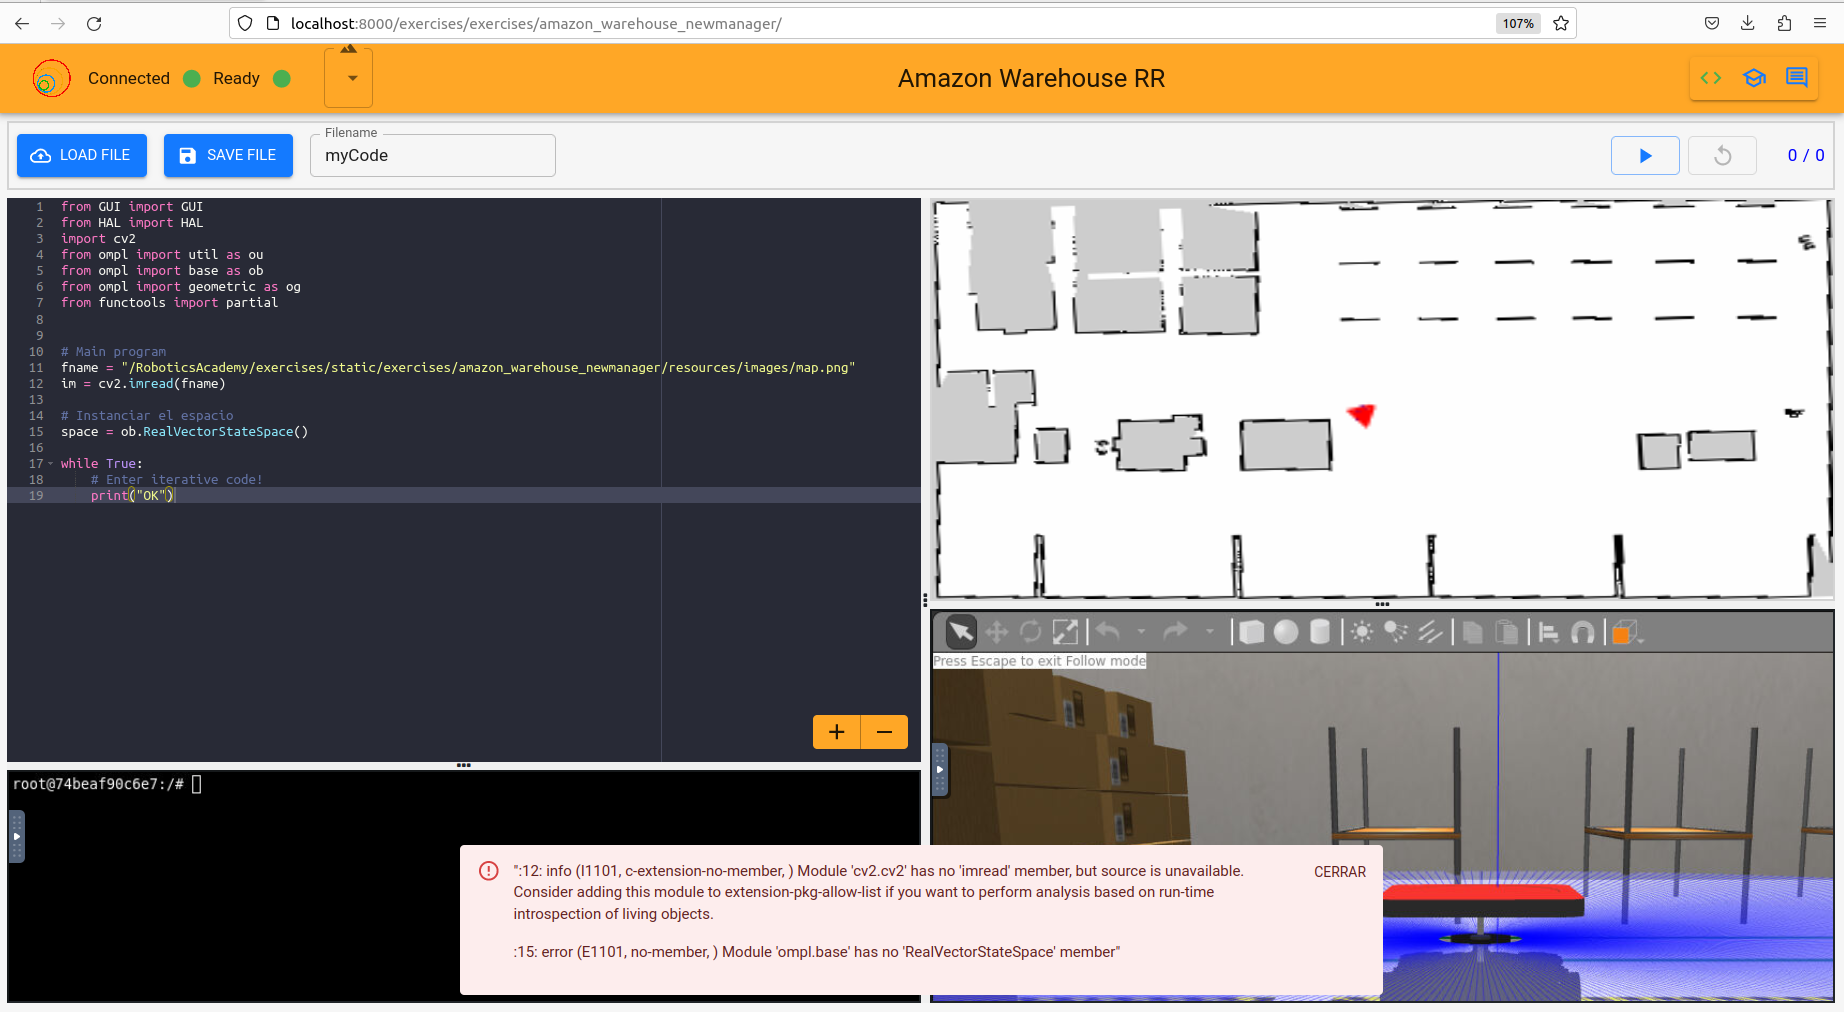 localhost:8000/exercises/exercises/amazon_warehouse_newmanager/
107%
Connected
Ready
Amazon Warehouse RR
LOAD FILE
SAVE FILE
Filename
myCode
0 / 0
1 from GUI import GUI
2 from HAL import HAL
3 import cv2
4 from ompl import util as ou
5 from ompl import base as ob
6 from ompl import geometric as og
7 from functools import partial
8
9
10 # Main program
11 fname = "/RoboticsAcademy/exercises/static/exercises/amazon_warehouse_newmanager/resources/images/map.png"
12 im = cv2.imread(fname)
13
14 # Instanciar el espacio
15 space = ob.RealVectorStateSpace()
16
17 while True:
18 # Enter iterative code!
19 print("OK")
root@74beaf90c6e7:/#
Press Escape to exit Follow mode
":12: info (I1101, c-extension-no-member, ) Module 'cv2.cv2' has no 'imread' member, but source is unavailable.
Consider adding this module to extension-pkg-allow-list if you want to perform analysis based on run-time
introspection of living objects.
:15: error (E1101, no-member, ) Module 'ompl.base' has no 'RealVectorStateSpace' member"
CERRAR